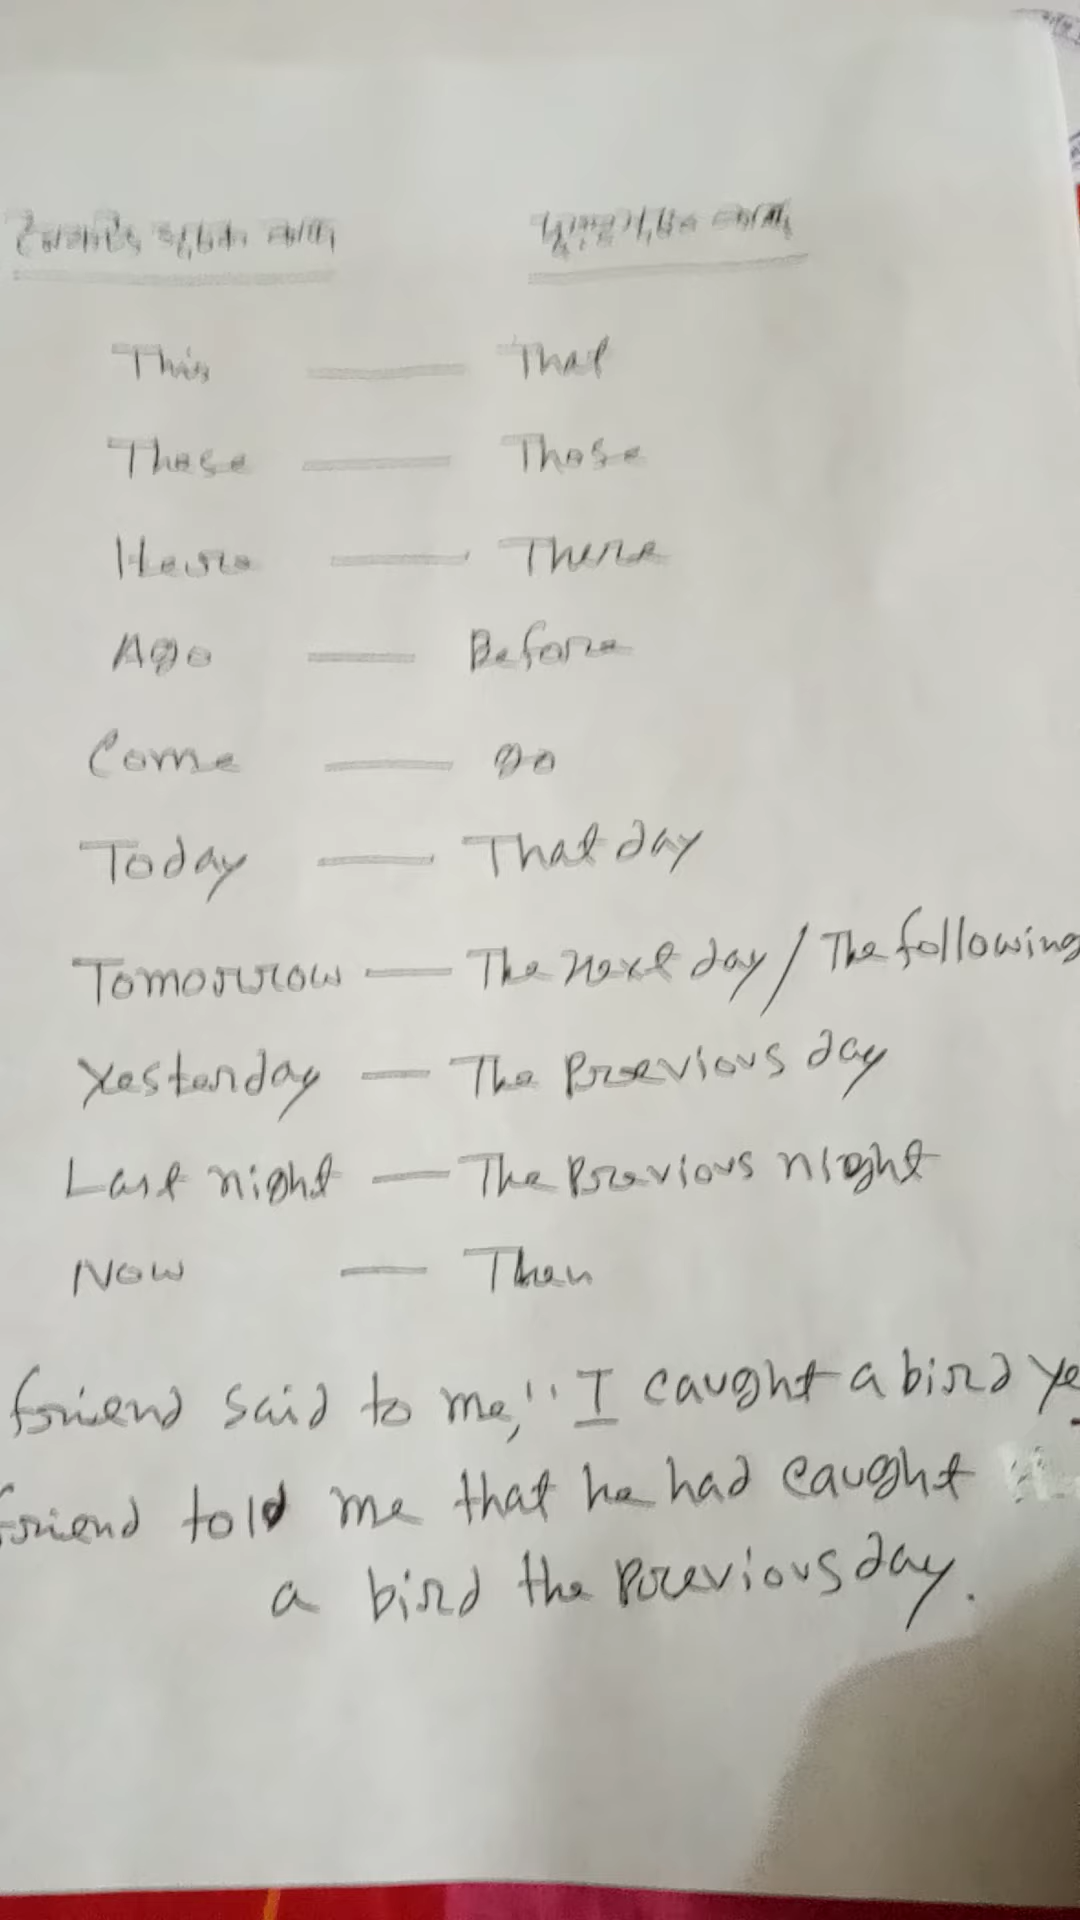 This — That
These — Those
Here — There
Ago — Before
Come — go
Today — That day
Tomorrow — The next day / The following
Yesterday — The Previous day
Last night — The Previous night
Now — Then
friend said to me, "I caught a bird ye
friend told me that he had caught
a bird the Previous day.